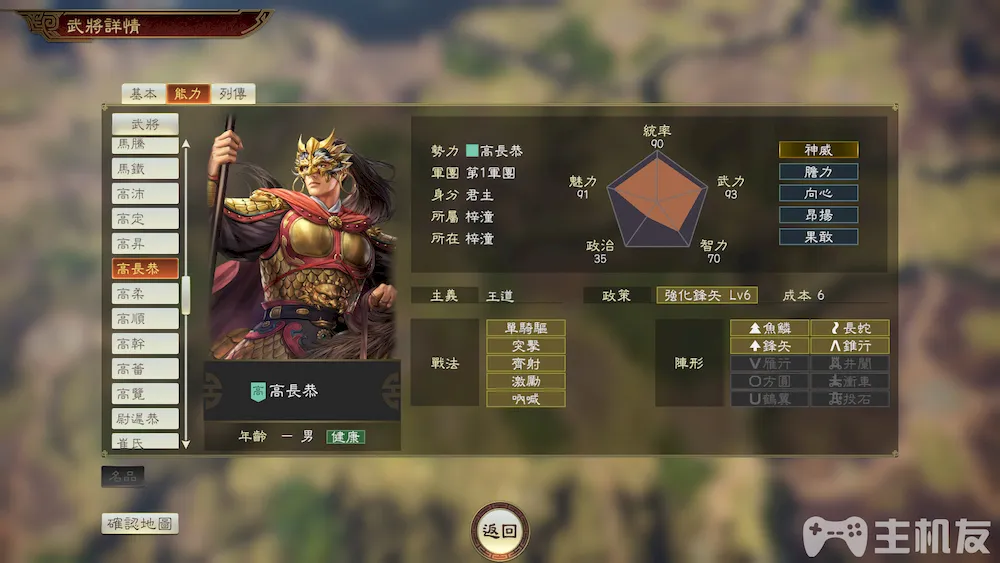 武將詳情
基本 能力 列傳
武將
馬騰
馬鐵
高沛
高定
高昇
高長恭
高柔
高順
高幹
高蕃
高覽
尉遲恭
崔氏
高 高長恭
年齡 一 男 健康
勢力 高長恭
軍團 第1軍團
身分 君主
所屬 梓潼
所在 梓潼
統率
90
武力
93
智力
70
政治
35
魅力
91
神威
膽力
向心
昂揚
果敢
主義 王道
政策 強化鋒矢 Lv6 成本 6
戰法
單騎驅
突擊
齊射
激勵
吶喊
陣形
魚鱗 長蛇
鋒矢 錐行
雁行 井闌
方圓 衝車
鶴翼 投石
名品
確認地圖
返回
主机友